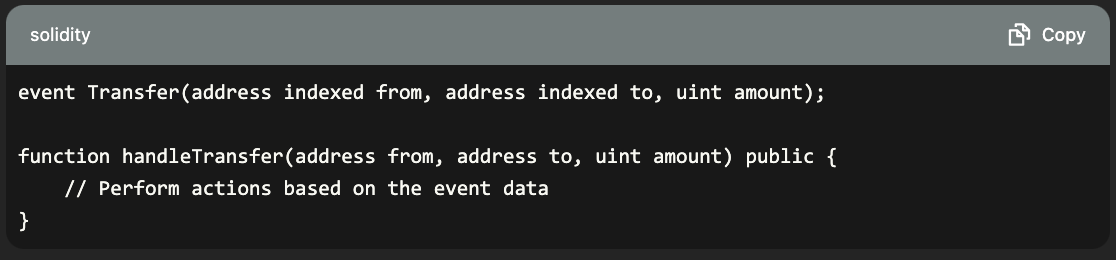 solidity
Copy
event Transfer(address indexed from, address indexed to, uint amount);
function handleTransfer(address from, address to, uint amount) public {
    // Perform actions based on the event data
}